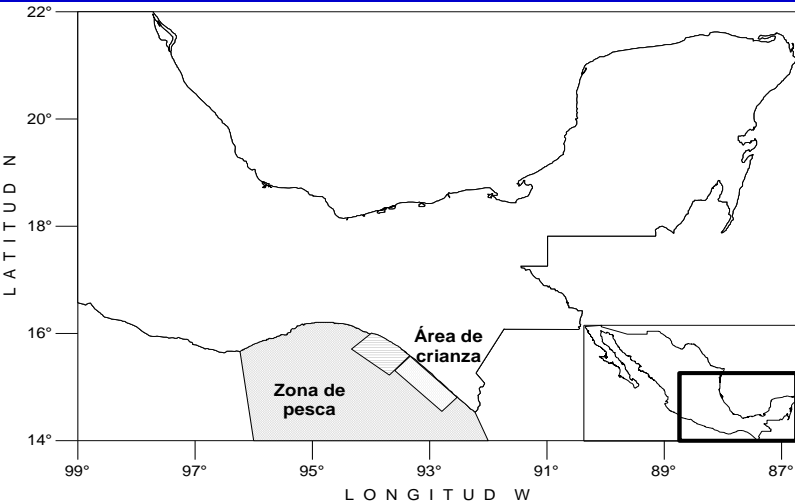 22°
20°
18°
16°
14°
LATITUD N
Área de
crianza
Zona de
pesca
99°
97°
95°
93°
91°
89°
87°
LONGITUD W